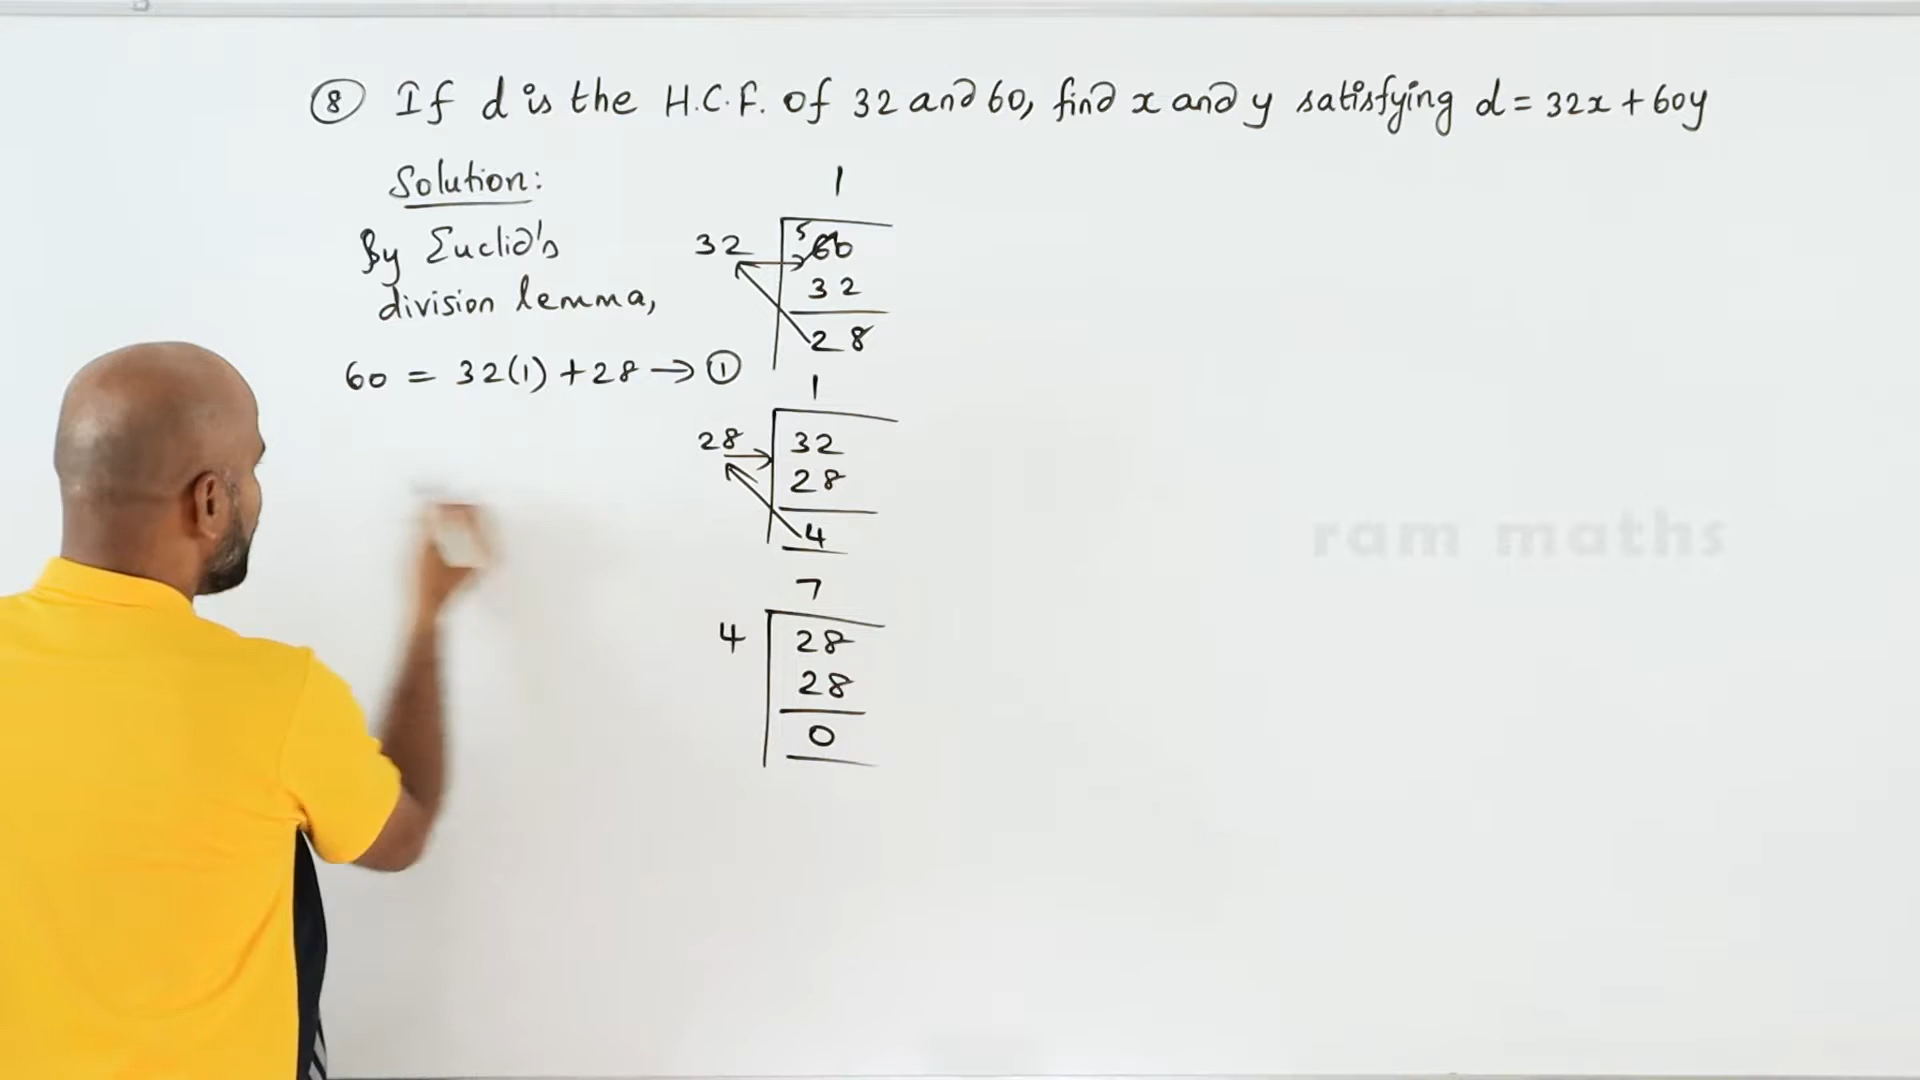 ⑧ If d is the H.C.F. of 32 and 60, find x and y satisfying d = 32x + 60y
Solution:
By Euclid's
division lemma,
60 = 32(1) + 28 → ①
1
32 5 60
32
28
1
28 32
28
4
7
4 28
28
0
ram maths